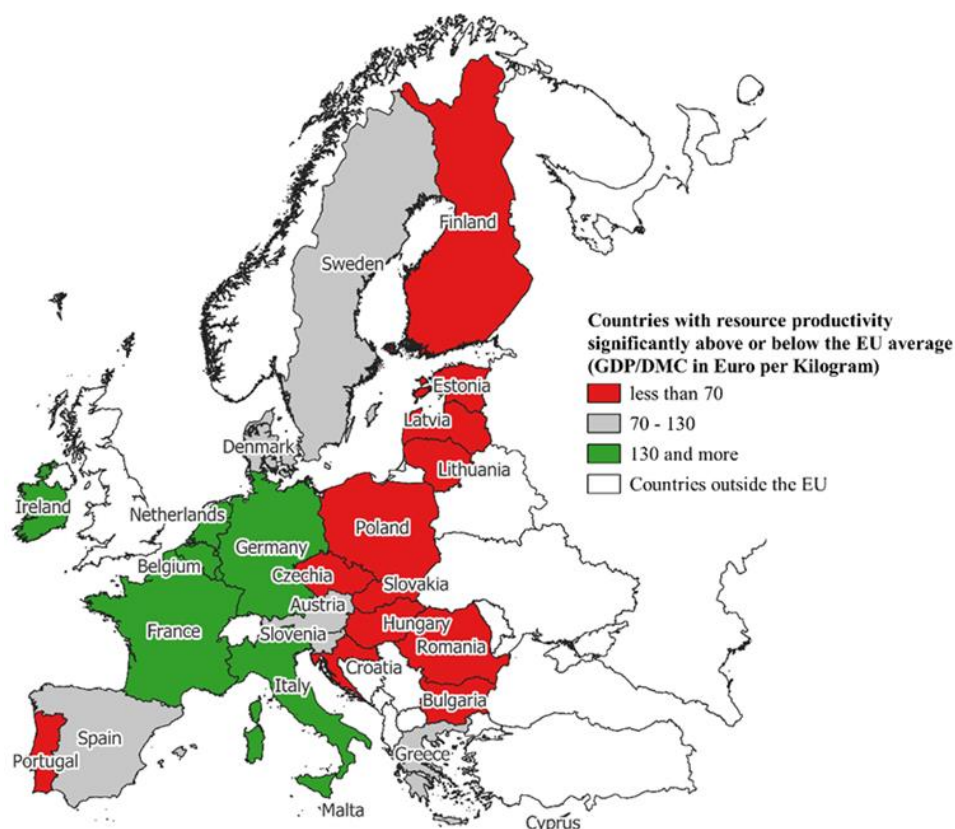 Finland
Sweden
Countries with resource productivity
significantly above or below the EU average
(GDP/DMC in Euro per Kilogram)
less than 70
70 - 130
130 and more
Countries outside the EU
Estonia
Latvia
Denmark
Lithuania
Ireland
Netherlands
Poland
Germany
Belgium
Czechia
Slovakia
Austria
France
Slovenia
Hungary
Romania
Croatia
Italy
Bulgaria
Spain
Portugal
Greece
Malta
Cyprus